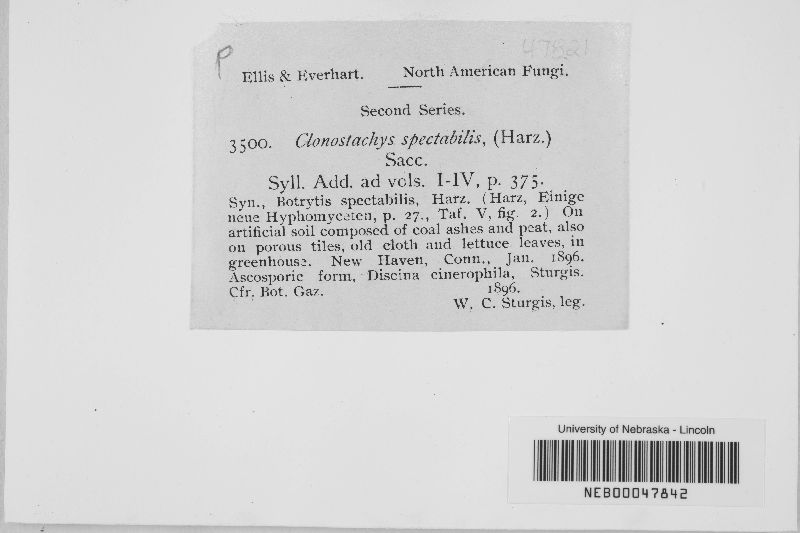 47821
P
Ellis & Everhart. North American Fungi.
Second Series.
3500. Clonostachys spectabilis, (Harz.)
Sacc.
Syll. Add. ad vols. I-IV, p. 375.
Syn., Botrytis spectabilis, Harz. (Harz, Einige
neue Hyphomyceten, p. 27., Taf. V, fig. 2.) On
artificial soil composed of coal ashes and peat, also
on porous tiles, old cloth and lettuce leaves, in
greenhouse. New Haven, Conn., Jan. 1896.
Ascosporic form, Discina cinerophila, Sturgis.
Cfr. Bot. Gaz. 1896.
W. C. Sturgis, leg.
University of Nebraska - Lincoln
NEB00047842